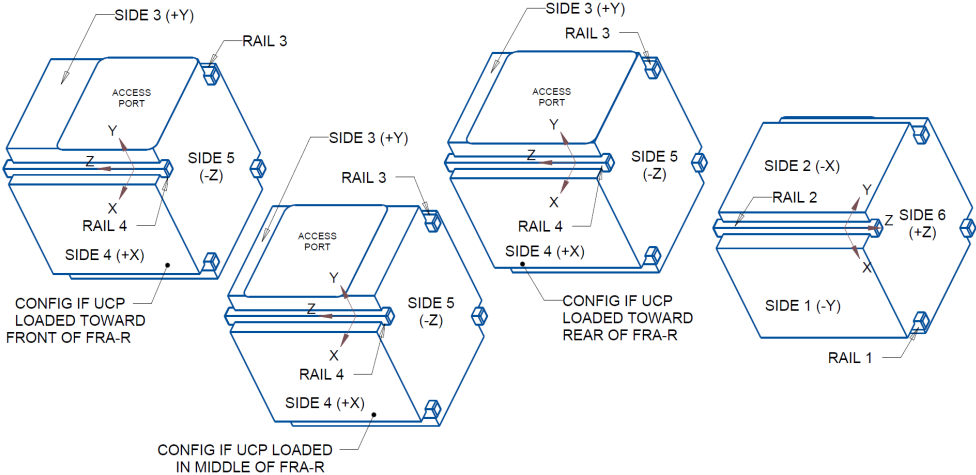 SIDE 3 (+Y)
RAIL 3
ACCESS
PORT
Y
Z
X
SIDE 5
(-Z)
RAIL 4
SIDE 4 (+X)
CONFIG IF UCP
LOADED TOWARD
FRONT OF FRA-R
SIDE 3 (+Y)
RAIL 3
ACCESS
PORT
Y
Z
X
SIDE 5
(-Z)
RAIL 4
SIDE 4 (+X)
CONFIG IF UCP LOADED
IN MIDDLE OF FRA-R
SIDE 3 (+Y)
RAIL 3
ACCESS
PORT
Y
Z
X
SIDE 5
(-Z)
RAIL 4
SIDE 4 (+X)
CONFIG IF UCP
LOADED TOWARD
REAR OF FRA-R
SIDE 2 (-X)
RAIL 2
Y
Z
X
SIDE 6
(+Z)
SIDE 1 (-Y)
RAIL 1